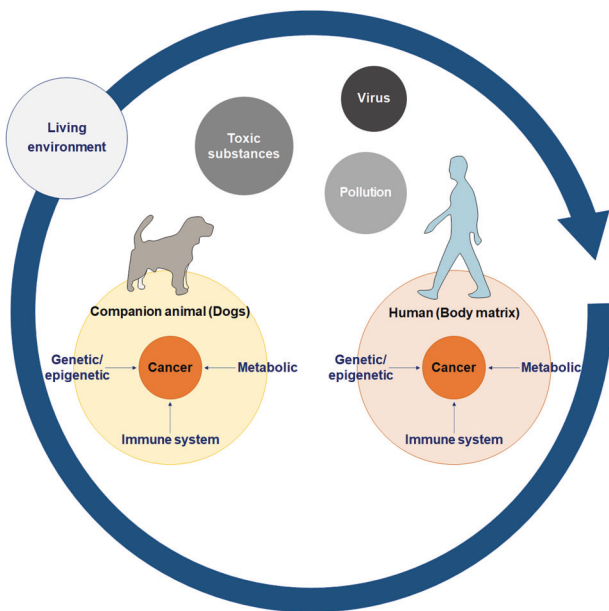 Virus
Living
environment
Toxic
substances
Pollution
Companion animal (Dogs)
Genetic/
epigenetic
Cancer
Metabolic
Immune system
Human (Body matrix)
Genetic/
epigenetic
Cancer
Metabolic
Immune system